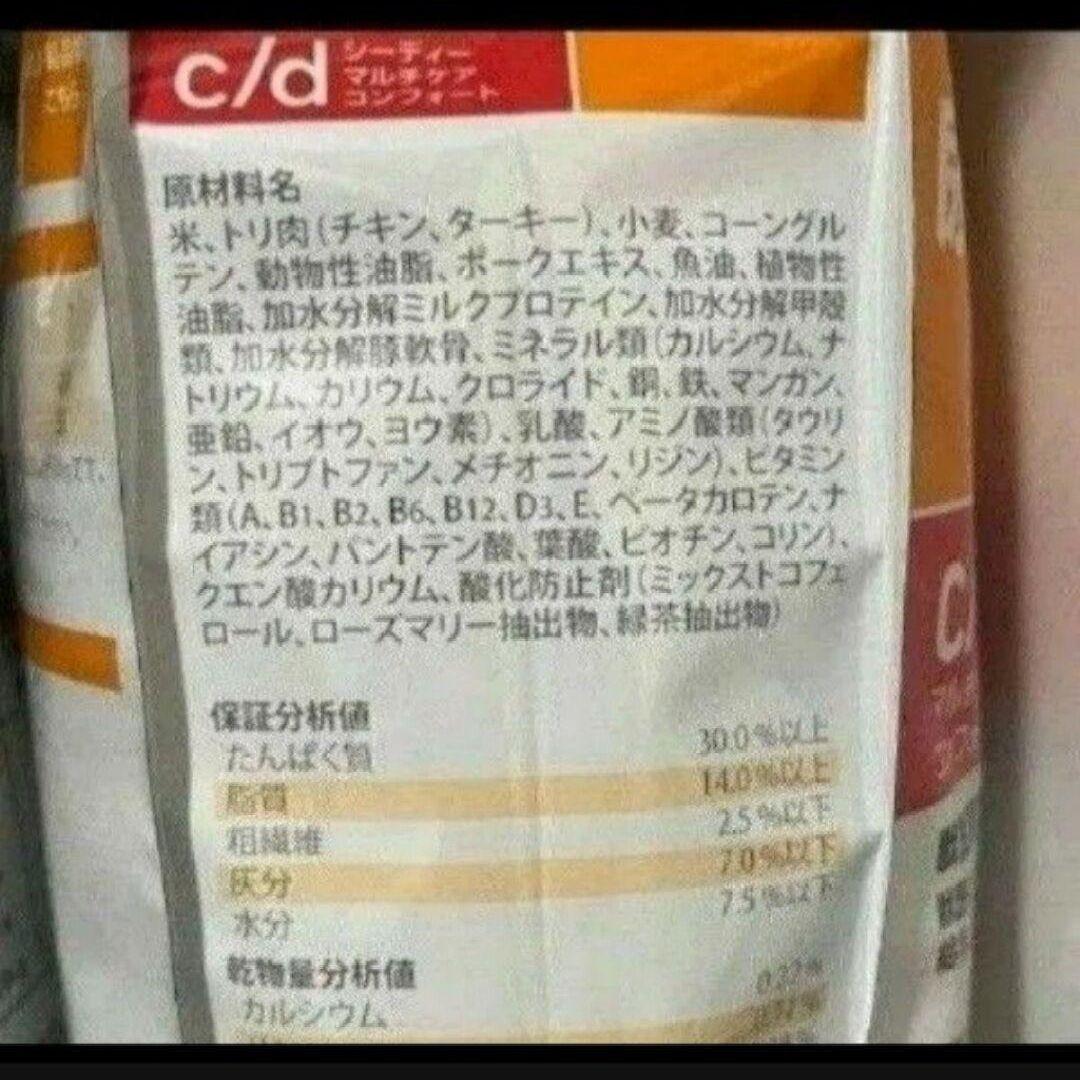 c/d
シーディー
マルチケア
コンフォート
原材料名
米、トリ肉(チキン、ターキー)、小麦、コーングル
テン、動物性油脂、ポークエキス、魚油、植物性
油脂、加水分解ミルクプロテイン、加水分解甲殻
類、加水分解豚軟骨、ミネラル類(カルシウム、ナ
トリウム、カリウム、クロライド、銅、鉄、マンガン、
亜鉛、イオウ、ヨウ素)、乳酸、アミノ酸類(タウリ
ン、トリプトファン、メチオニン、リジン)、ビタミン
類(A、B1、B2、B6、B12、D3、E、ベータカロテン、ナ
イアシン、パントテン酸、葉酸、ビオチン、コリン)、
クエン酸カリウム、酸化防止剤(ミックストコフェ
ロール、ローズマリー抽出物、緑茶抽出物)
保証分析値
たんぱく質 30.0%以上
脂質 14.0%以上
粗繊維 2.5%以下
灰分 7.0%以下
水分 7.5%以下
乾物量分析値
カルシウム